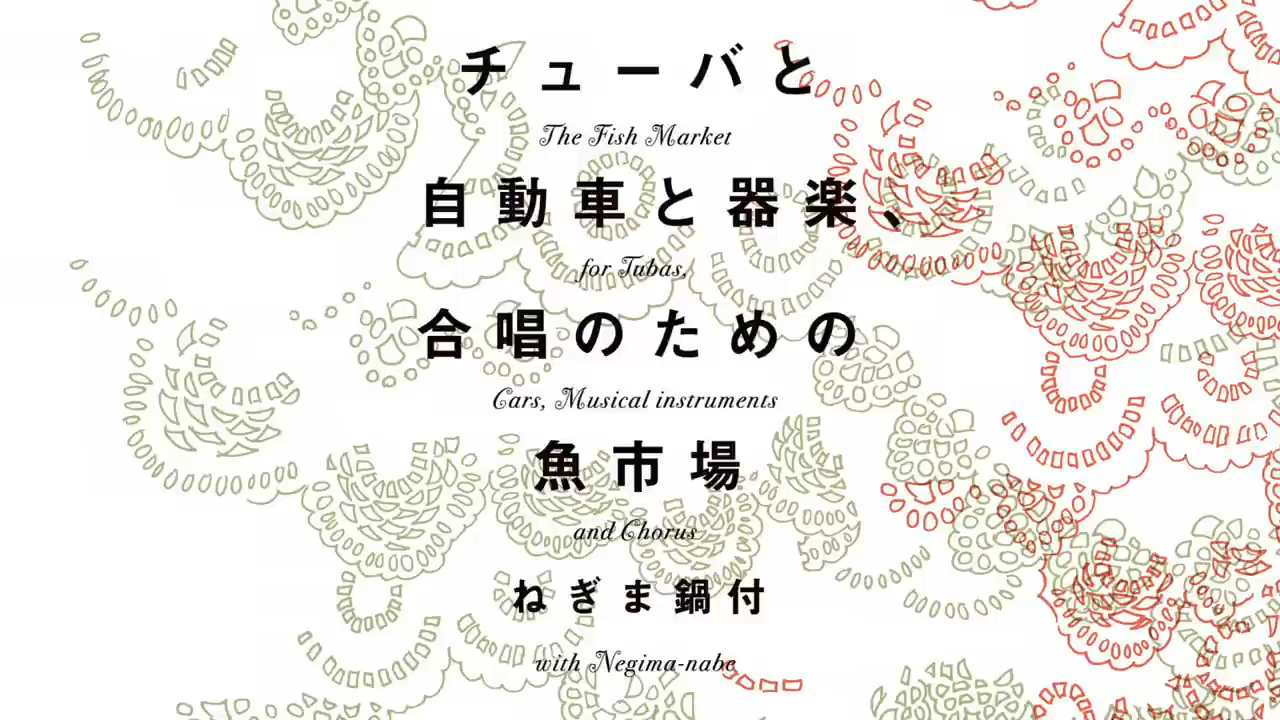 チューバと
The Fish Market
自動車と器楽、
for Tubas,
合唱のための
Cars, Musical instruments
魚市場
and Chorus
ねぎま鍋付
with Negima-nabe